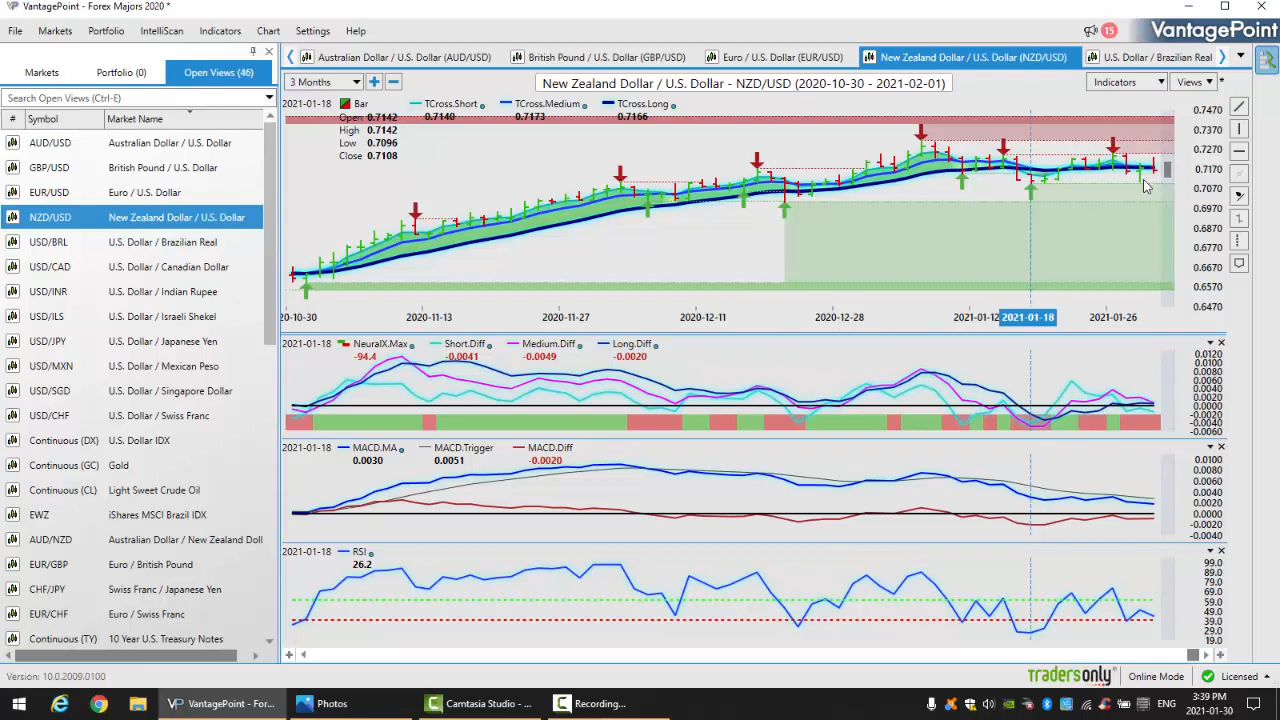 VantagePoint - Forex Majors 2020 *
File Markets Portfolio IntelliScan Indicators Chart Settings Help
15 VantagePoint
Markets Portfolio (0) Open Views (46)
Search Open Views (Ctrl-E)
# Symbol Market Name
AUD/USD Australian Dollar / U.S. Dollar
GBP/USD British Pound / U.S. Dollar
EUR/USD Euro / U.S. Dollar
NZD/USD New Zealand Dollar / U.S. Dollar
USD/BRL U.S. Dollar / Brazilian Real
USD/CAD U.S. Dollar / Canadian Dollar
USD/INR U.S. Dollar / Indian Rupee
USD/ILS U.S. Dollar / Israeli Shekel
USD/JPY U.S. Dollar / Japanese Yen
USD/MXN U.S. Dollar / Mexican Peso
USD/SGD U.S. Dollar / Singapore Dollar
USD/CHF U.S. Dollar / Swiss Franc
Continuous (DX) U.S. Dollar IDX
Continuous (GC) Gold
Continuous (CL) Light Sweet Crude Oil
EWZ iShares MSCI Brazil IDX
AUD/NZD Australian Dollar / New Zealand Doll
EUR/GBP Euro / British Pound
CHF/JPY Swiss Franc / Japanese Yen
EUR/CHF Euro / Swiss Franc
Continuous (TY) 10 Year U.S. Treasury Notes
Australian Dollar / U.S. Dollar (AUD/USD) British Pound / U.S. Dollar (GBP/USD) Euro / U.S. Dollar (EUR/USD) New Zealand Dollar / U.S. Dollar (NZD/USD) U.S. Dollar / Brazilian Real
3 Months New Zealand Dollar / U.S. Dollar - NZD/USD (2020-10-30 - 2021-02-01) Indicators Views *
2021-01-18 Bar TCross.Short TCross.Medium TCross.Long
Open 0.7142 0.7140 0.7173 0.7166
High 0.7142
Low 0.7096
Close 0.7108
0.7470
0.7370
0.7270
0.7170
0.7070
0.6970
0.6870
0.6770
0.6670
0.6570
0.6470
20-10-30 2020-11-13 2020-11-27 2020-12-11 2020-12-28 2021-01-12 2021-01-18 2021-01-26
2021-01-18 NeuralX.Max Short.Diff Medium.Diff Long.Diff
-94.4 -0.0041 -0.0049 -0.0020
0.0120
0.0100
0.0080
0.0060
0.0040
0.0020
0.0000
-0.0020
-0.0040
-0.0060
2021-01-18 MACD.MA MACD.Trigger MACD.Diff
0.0030 0.0051 -0.0020
0.0100
0.0080
0.0060
0.0040
0.0020
0.0000
-0.0020
-0.0040
2021-01-18 RSI
26.2
99.0
89.0
79.0
69.0
59.0
49.0
39.0
29.0
19.0
Version: 10.0.2009.0100 tradersonly Online Mode Licensed
VantagePoint - For... Photos Camtasia Studio - ... Recording... ENG 3:39 PM
2021-01-30